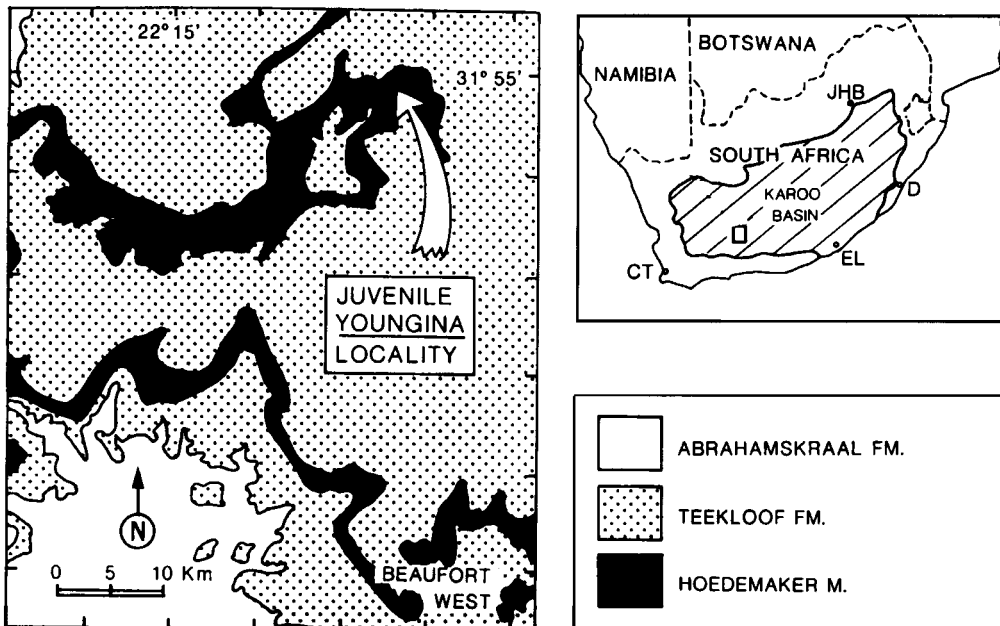 22° 15'
31° 55
JUVENILE
YOUNGINA
LOCALITY
N
0 5 10 Km
BEAUFORT
WEST
BOTSWANA
NAMIBIA
JHB
SOUTH AFRICA
KAROO
BASIN
D
EL
CT
ABRAHAMSKRAAL FM.
TEEKLOOF FM.
HOEDEMAKER M.